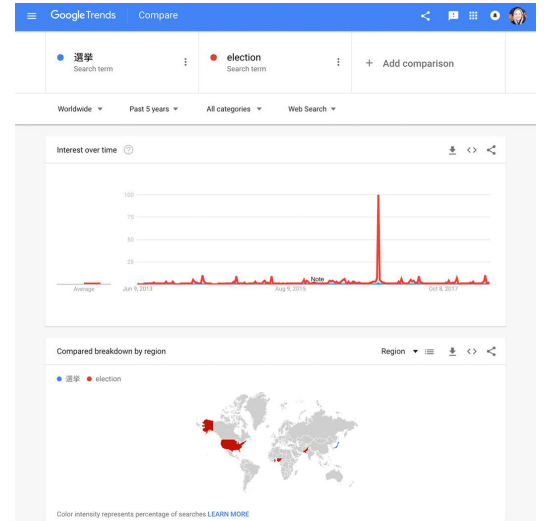 Google Trends Compare
選挙
Search term
election
Search term
+ Add comparison
Worldwide Past 5 years All categories Web Search
Interest over time
100
75
50
25
Note
Average
Jun 9, 2013
Aug 9, 2015
Oct 8, 2017
Compared breakdown by region
Region
選挙 election
Color intensity represents percentage of searches LEARN MORE